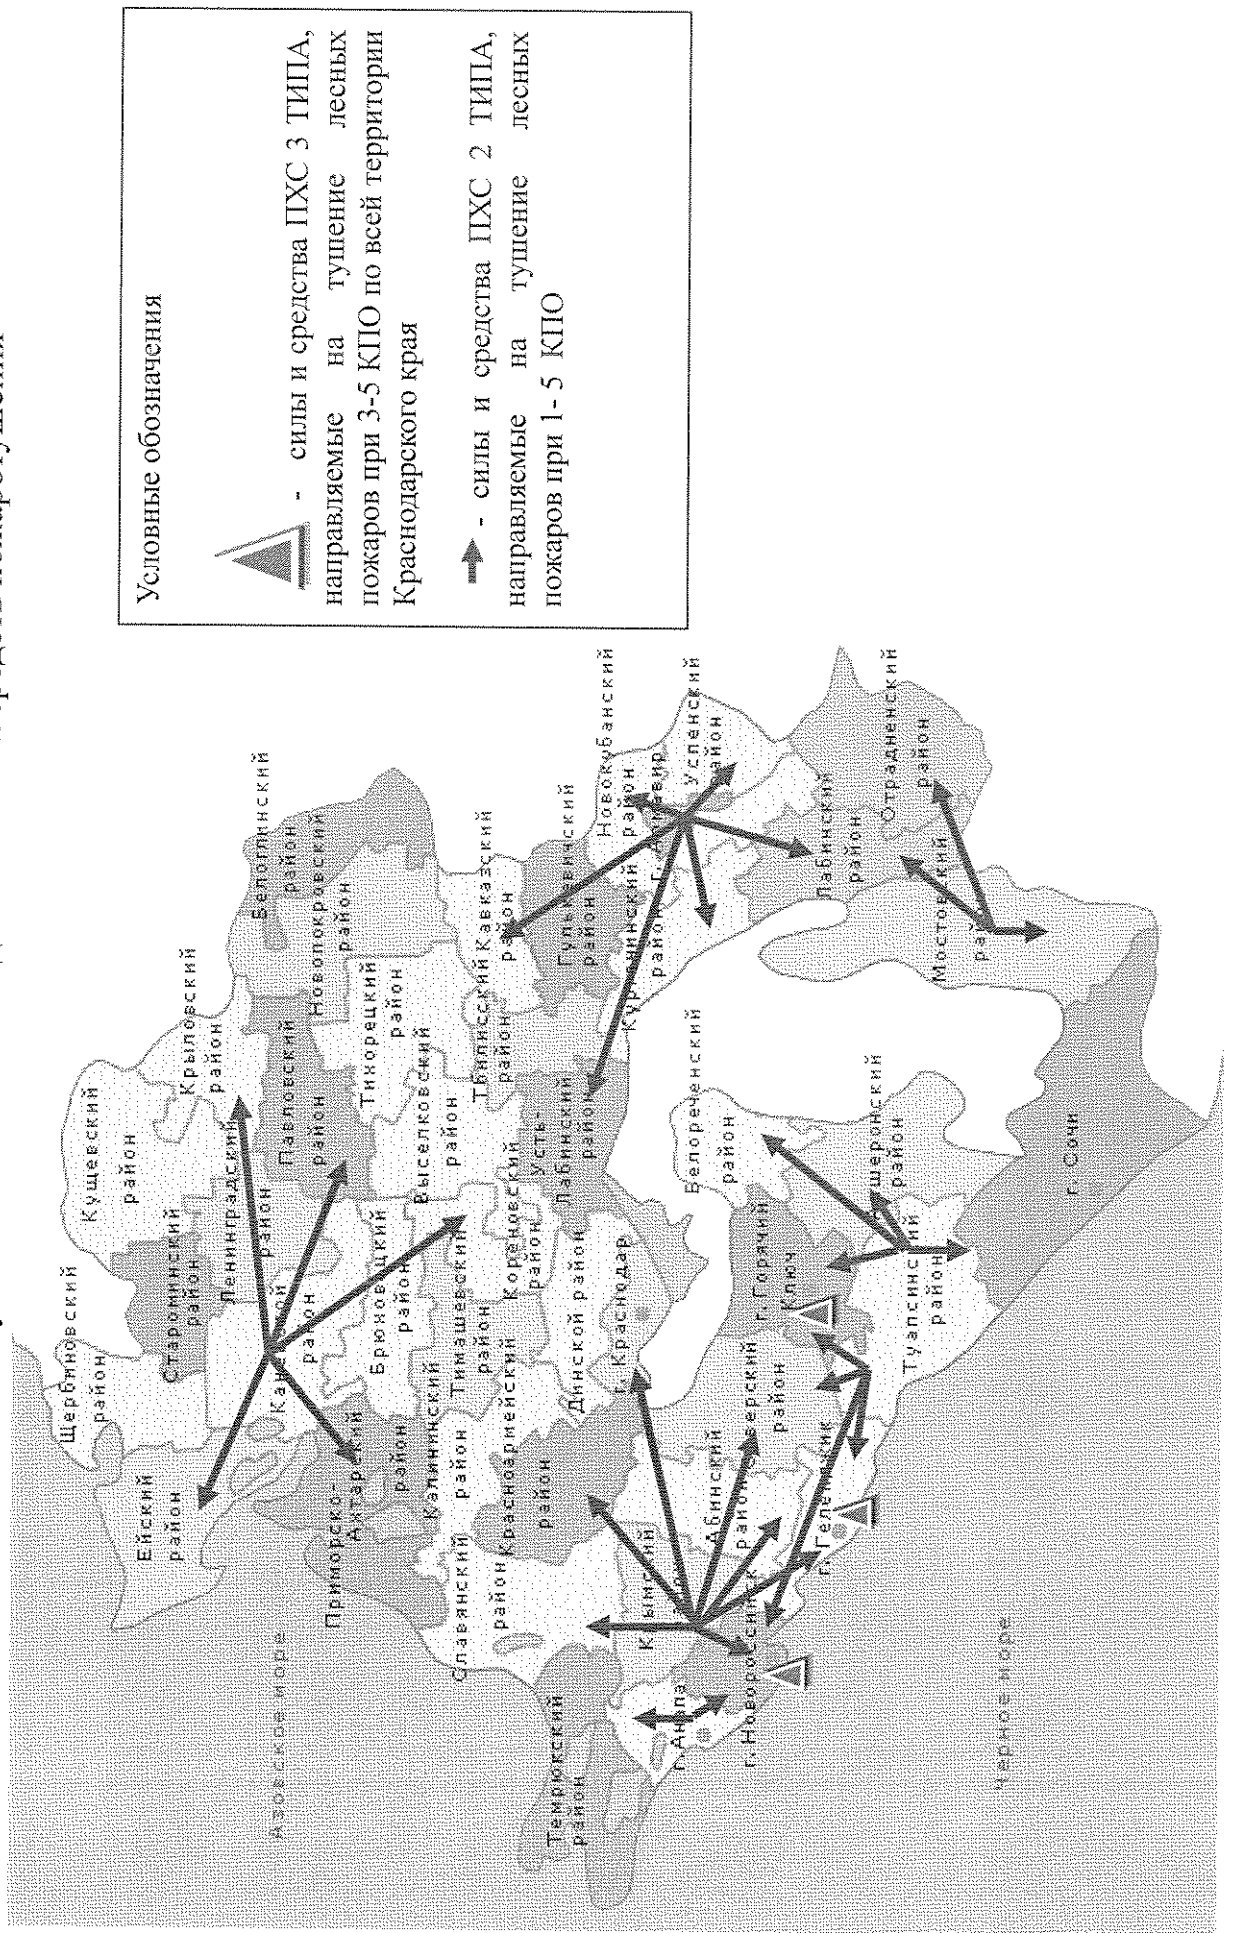 пожаротушения
Условные обозначения
- силы и средства ПХС 3 ТИПА,
направляемые на тушение лесных
пожаров при 3-5 КПО по всей территории
Краснодарского края
- силы и средства ПХС 2 ТИПА,
направляемые на тушение лесных
пожаров при 1- 5 КПО
Щербиновский
район
Ейский
район
Кущевский
район
Староминский
район
Крыловский
район
Ленинградский
район
Каневской
район
Павловский
район
Белоглинский
район
Новопокровский
район
Приморско-
Ахтарский
район
Брюховецкий
район
Тихорецкий
район
Выселковский
район
Калининский
район
Тимашевский
район
Кореновский
район
Тбилисский
район
Кавказский
район
Славянский
район
Красноармейский
район
Динской район
Усть-
Лабинский
район
Гулькевичский
район
Новокубанский
район
Темрюкский
район
Крымский
г. Краснодар
Курганинский
район
г. Армавир
Успенский
район
г. Анапа
Абинский
район
Северский
район
г. Горячий
Ключ
Белореченский
район
Лабинский
район
Отрадненский
район
г. Новороссийск
г. Геленджик
Туапсинский
район
район
Мостовский
г. Сочи
Азовское море
Черное море